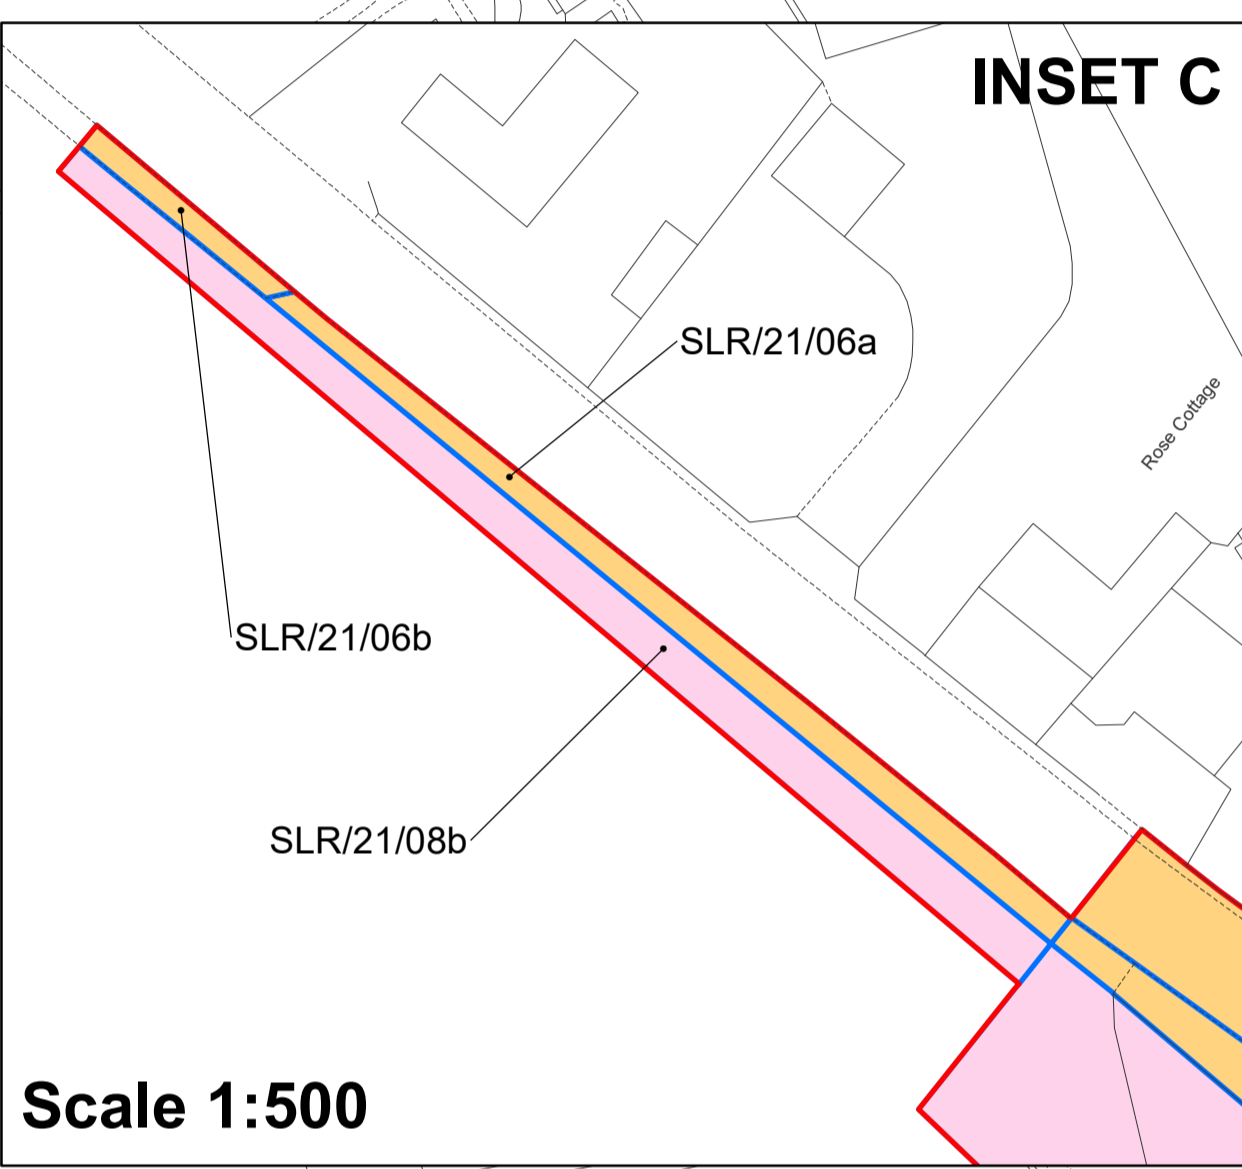 INSET C
SLR/21/06a
Rose Cottage
SLR/21/06b
SLR/21/08b
Scale 1:500